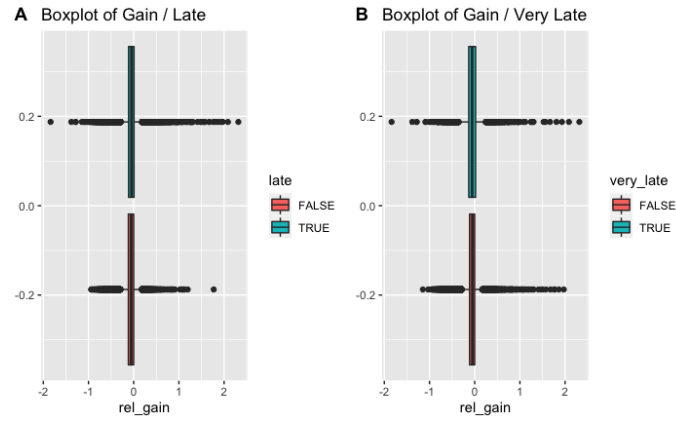 A Boxplot of Gain / Late
0.2
0.0
-0.2
-2 -1 0 1 2
rel_gain
late
FALSE
TRUE
B Boxplot of Gain / Very Late
0.2
0.0
-0.2
-2 -1 0 1 2
rel_gain
very_late
FALSE
TRUE